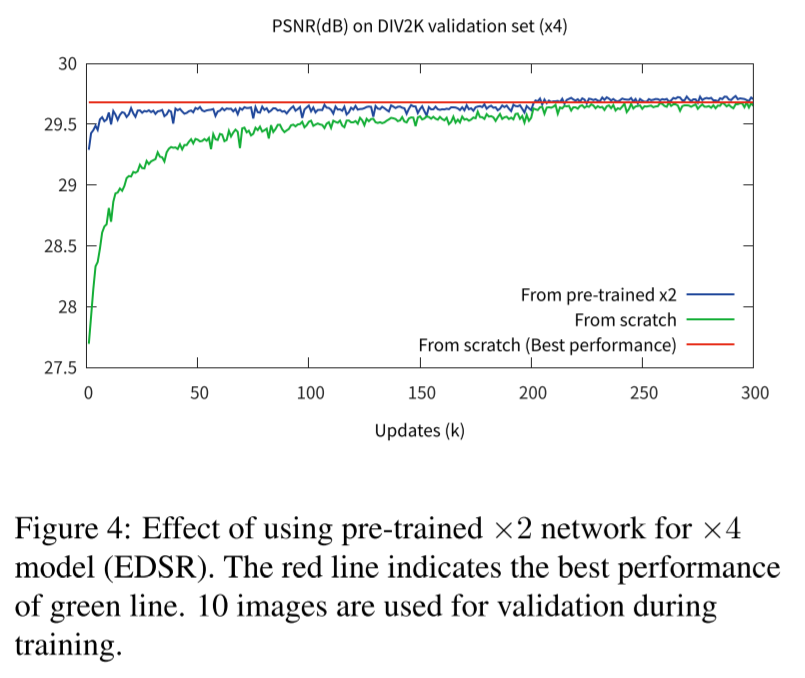 PSNR(dB) on DIV2K validation set (x4)
30
29.5
29
28.5
28
27.5
From pre-trained x2
From scratch
From scratch (Best performance)
0 50 100 150 200 250 300
Updates (k)
Figure 4: Effect of using pre-trained ×2 network for ×4
model (EDSR). The red line indicates the best performance
of green line. 10 images are used for validation during
training.